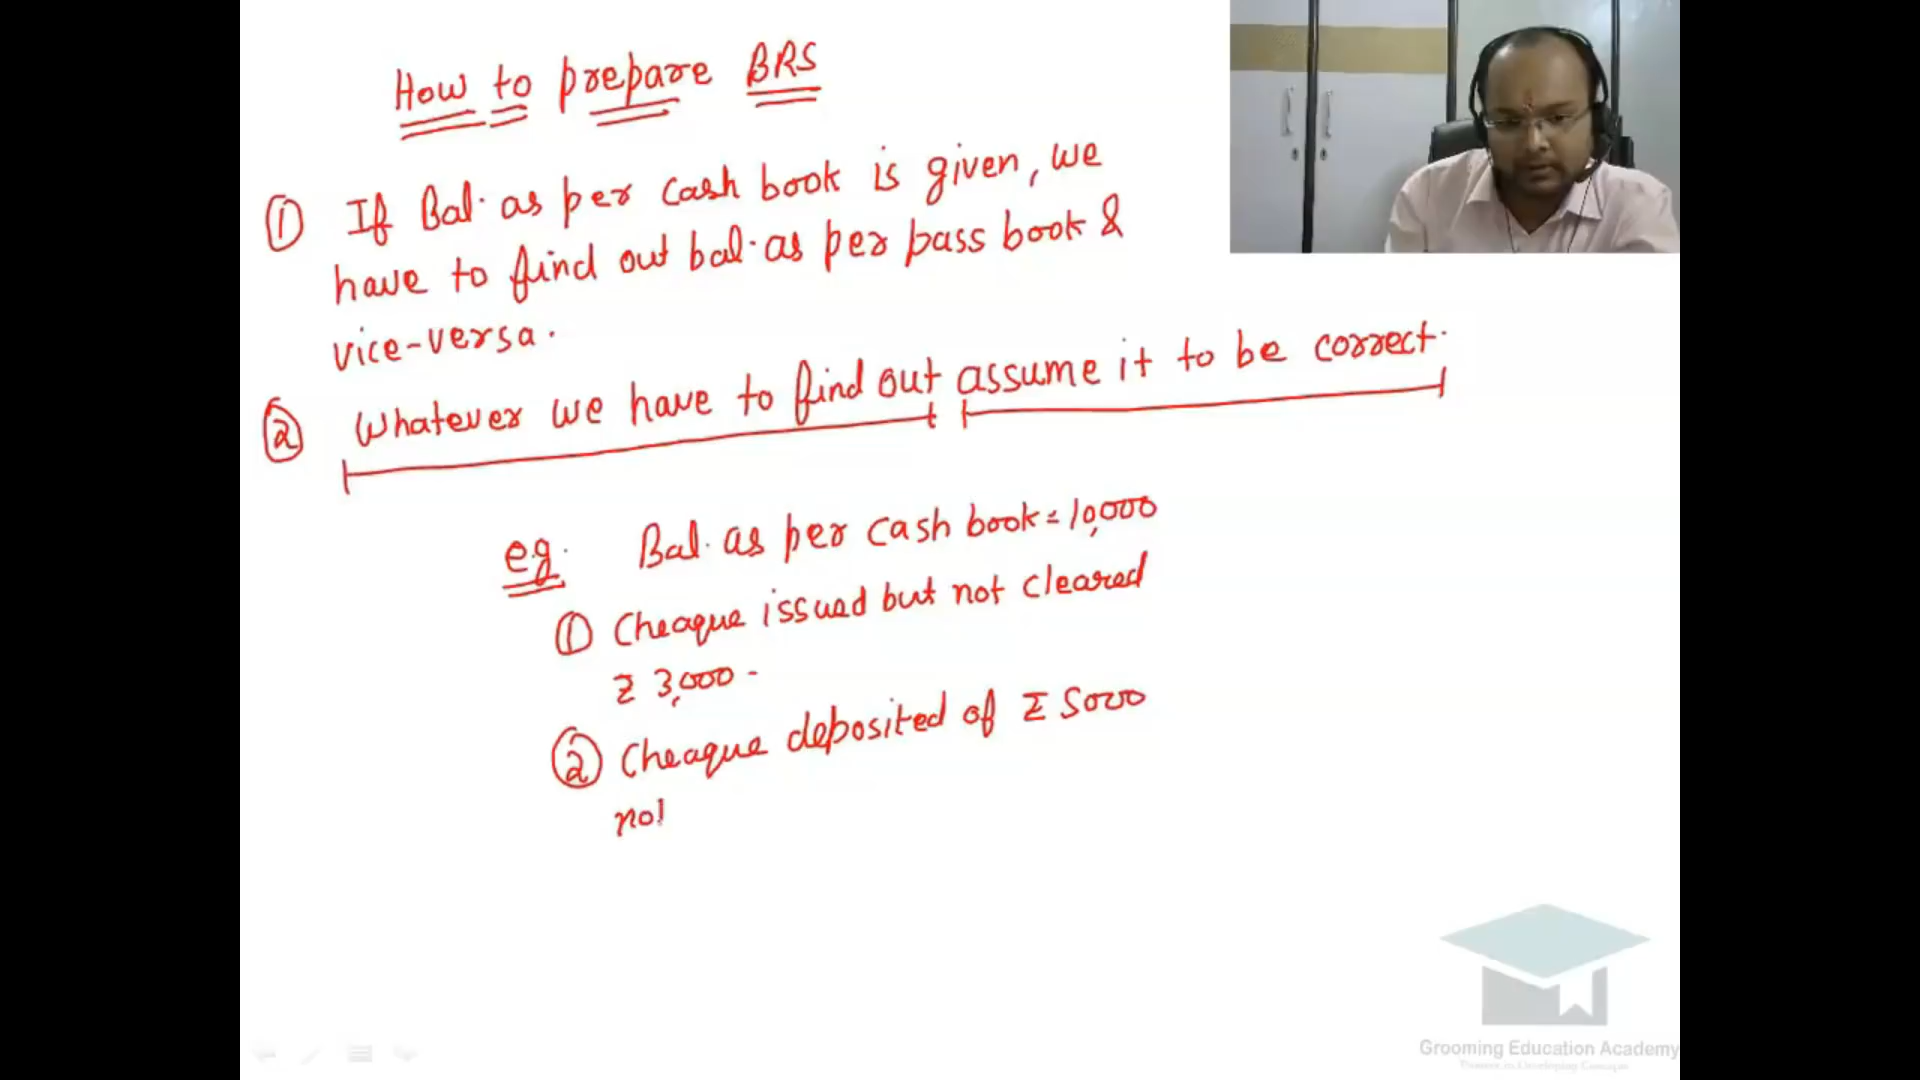 How to prepare BRS
① If Bal. as per cash book is given, we
have to find out bal. as per pass book &
vice-versa.
② Whatever we have to find out assume it to be correct.
e.g. Bal. as per cash book = 10,000
① Cheaque issued but not cleared
₹ 3,000 -
② Cheaque deposited of ₹ 5000
not
Grooming Education Academy